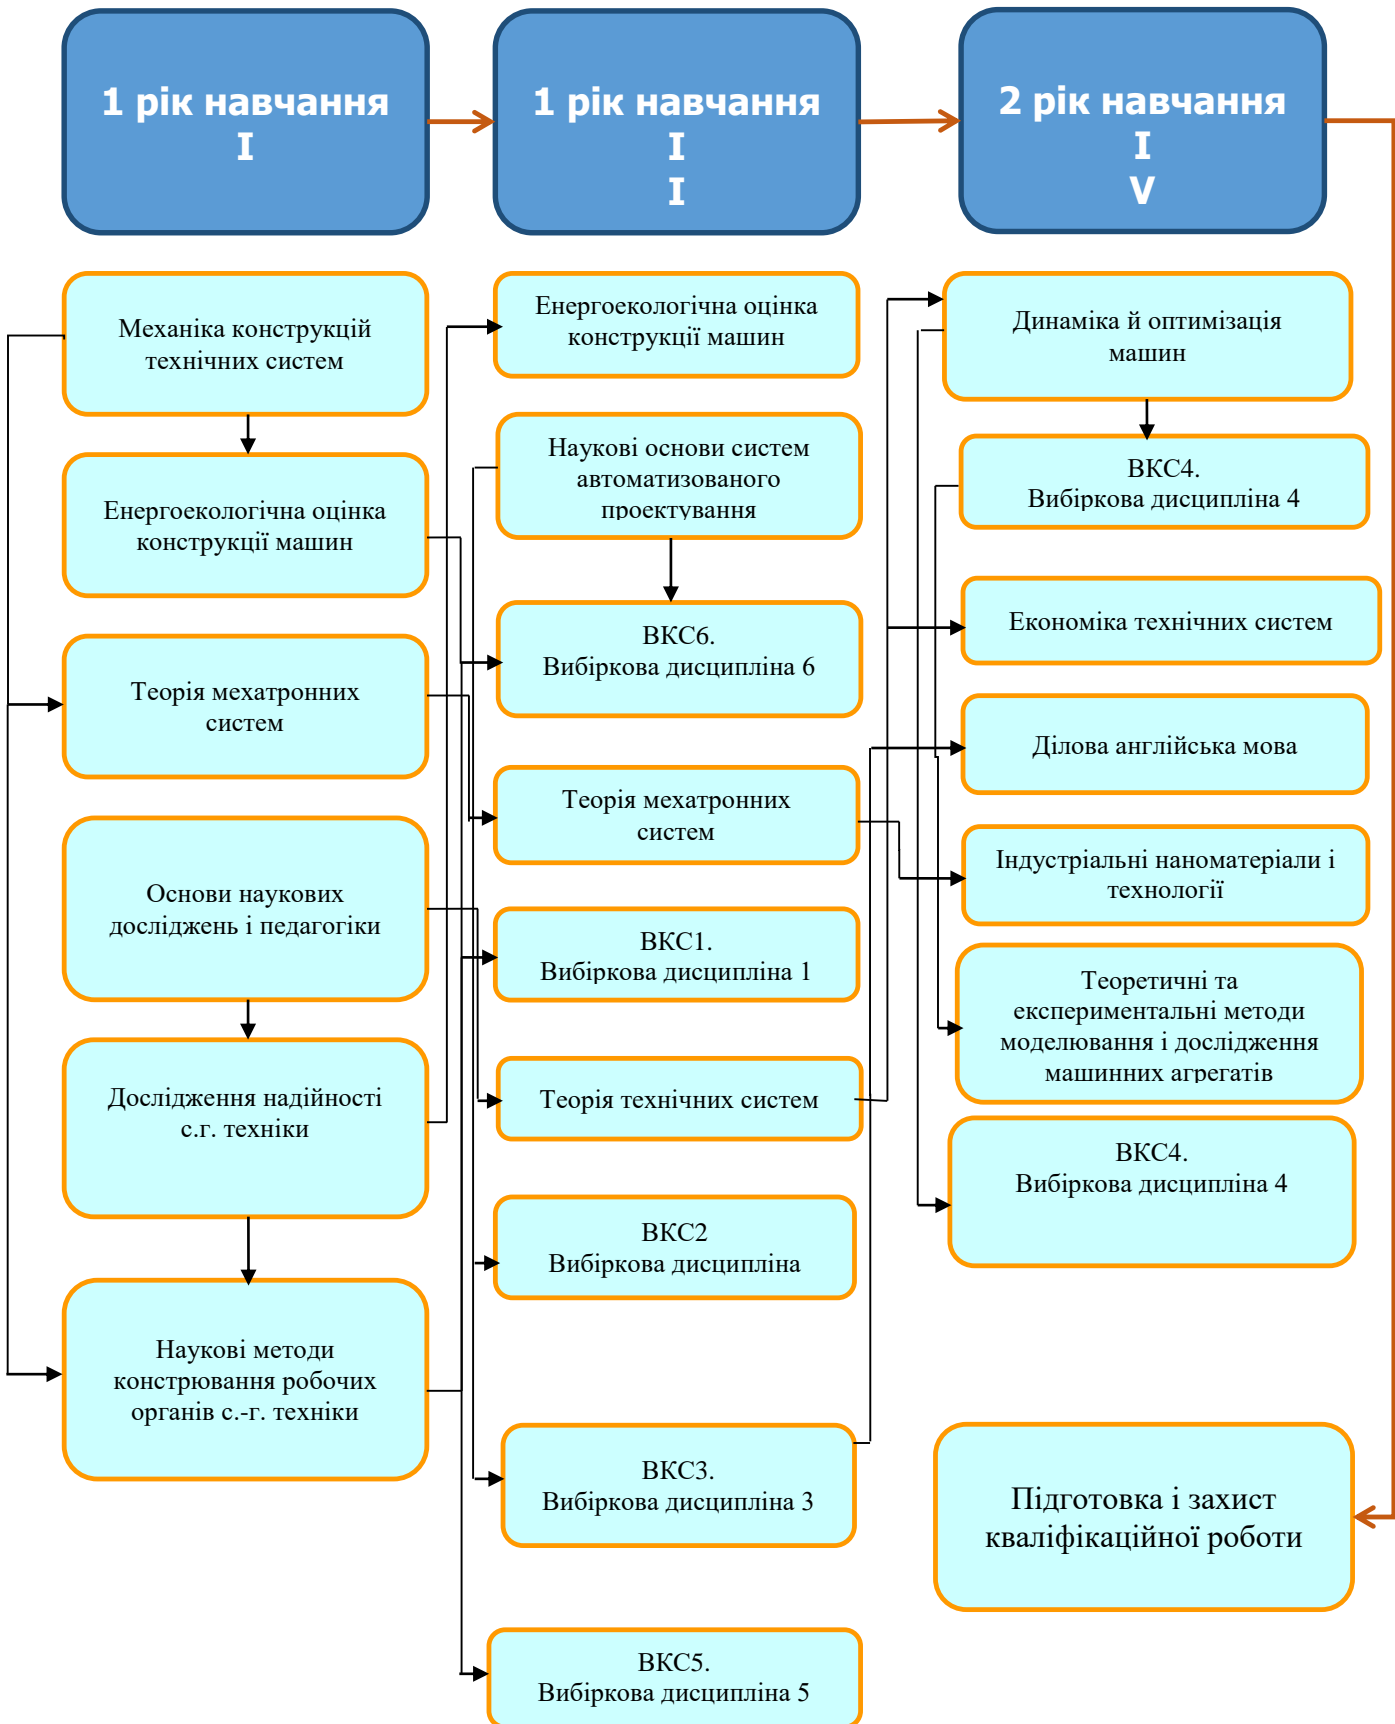 1 рік навчання
I
1 рік навчання
I
I
2 рік навчання
I
V
Механіка конструкцій
технічних систем
Енергоекологічна оцінка
конструкції машин
Теорія мехатронних
систем
Основи наукових
досліджень і педагогіки
Дослідження надійності
с.г. техніки
Наукові методи
констрювання робочих
органів с.-г. техніки
Енергоекологічна оцінка
конструкції машин
Наукові основи систем
автоматизованого
проектування
ВКС6.
Вибіркова дисципліна 6
Теорія мехатронних
систем
ВКС1.
Вибіркова дисципліна 1
Теорія технічних систем
ВКС2
Вибіркова дисципліна
ВКС3.
Вибіркова дисципліна 3
ВКС5.
Вибіркова дисципліна 5
Динаміка й оптимізація
машин
ВКС4.
Вибіркова дисципліна 4
Економіка технічних систем
Ділова англійська мова
Індустріальні наноматеріали і
технології
Теоретичні та
експериментальні методи
моделювання і дослідження
машинних агрегатів
ВКС4.
Вибіркова дисципліна 4
Підготовка і захист
кваліфікаційної роботи